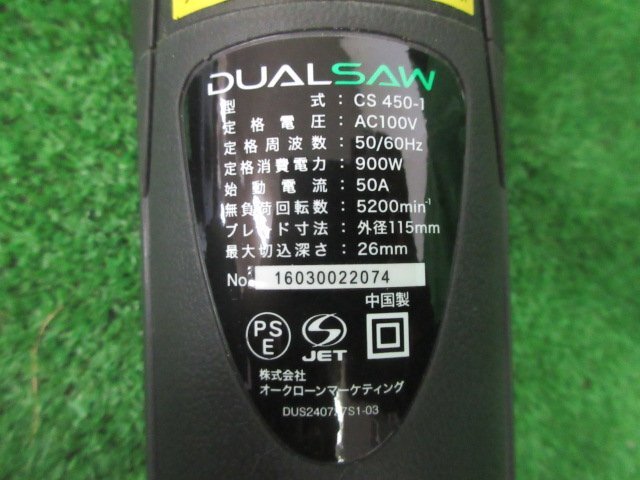 DUALSAW
型 式 : CS 450-1
定格電圧 : AC100V
定格周波数 : 50/60Hz
定格消費電力 : 900W
始動電流 : 50A
無負荷回転数 : 5200min⁻¹
ブレード寸法 : 外径115mm
最大切込深さ : 26mm
No. 16030022074
中国製
PS
E
S
JET
株式会社
オークローンマーケティング